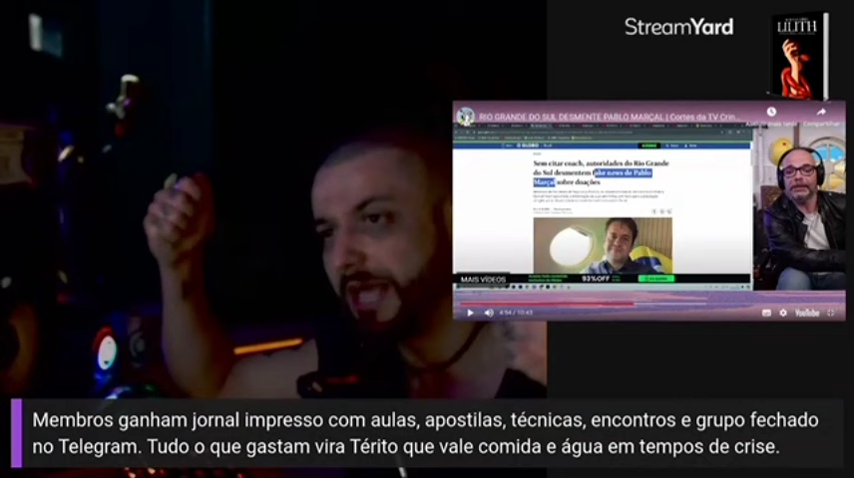 StreamYard
LILITH
RIO GRANDE DO SUL DESMENTE PABLO MARÇAL | Cortes da TV Crin...
O GLOBO
Sem citar coach, autoridades do Rio Grande
do Sul desmentem fake news de Pablo
Marçal sobre doações
MAIS VÍDEOS
93%OFF
4:54 / 10:43
YouTube
Membros ganham jornal impresso com aulas, apostilas, técnicas, encontros e grupo fechado
no Telegram. Tudo o que gastam vira Térito que vale comida e água em tempos de crise.